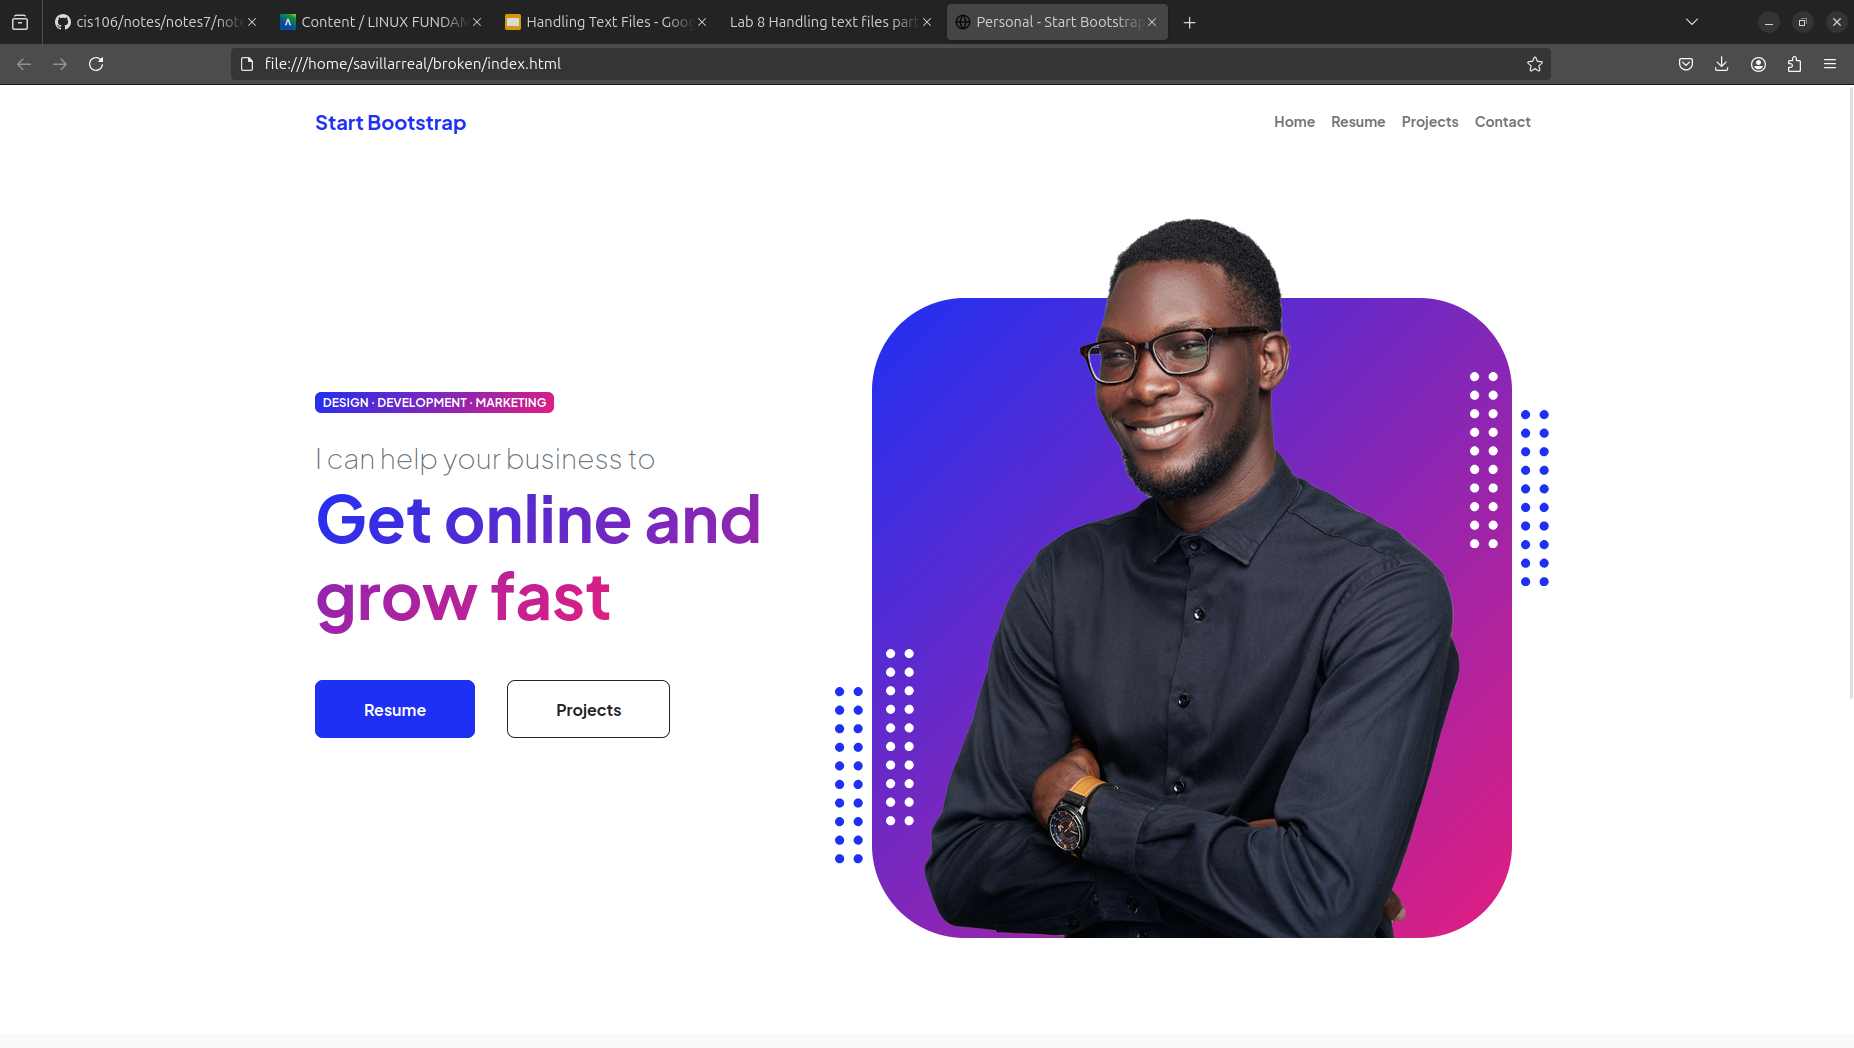 cis106/notes/notes7/note
Content / LINUX FUNDAM
Handling Text Files - Goog
Lab 8 Handling text files part
Personal - Start Bootstrap
file:///home/savillarreal/broken/index.html
Start Bootstrap
Home Resume Projects Contact
DESIGN · DEVELOPMENT · MARKETING
I can help your business to
Get online and
grow fast
Resume
Projects